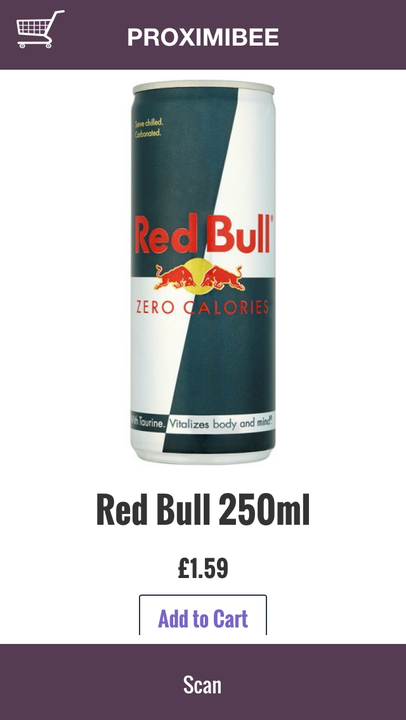 PROXIMIBEE
Serve chilled.
Carbonated.
Red Bull
ZERO CALORIES
With Taurine. Vitalizes body and mind.
Red Bull 250ml
£1.59
Add to Cart
Scan